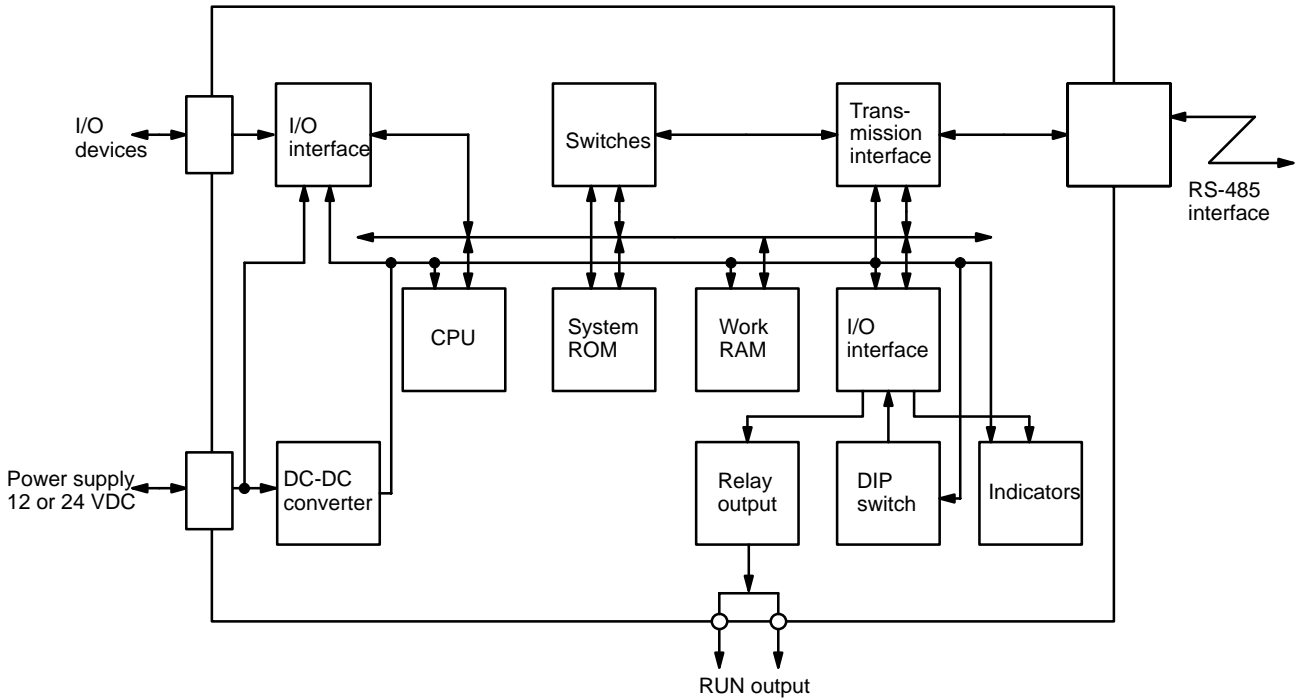 I/O
devices
I/O
interface
Switches
Trans-
mission
interface
RS-485
interface
CPU
System
ROM
Work
RAM
I/O
interface
Power supply
12 or 24 VDC
DC-DC
converter
Relay
output
DIP
switch
Indicators
RUN output